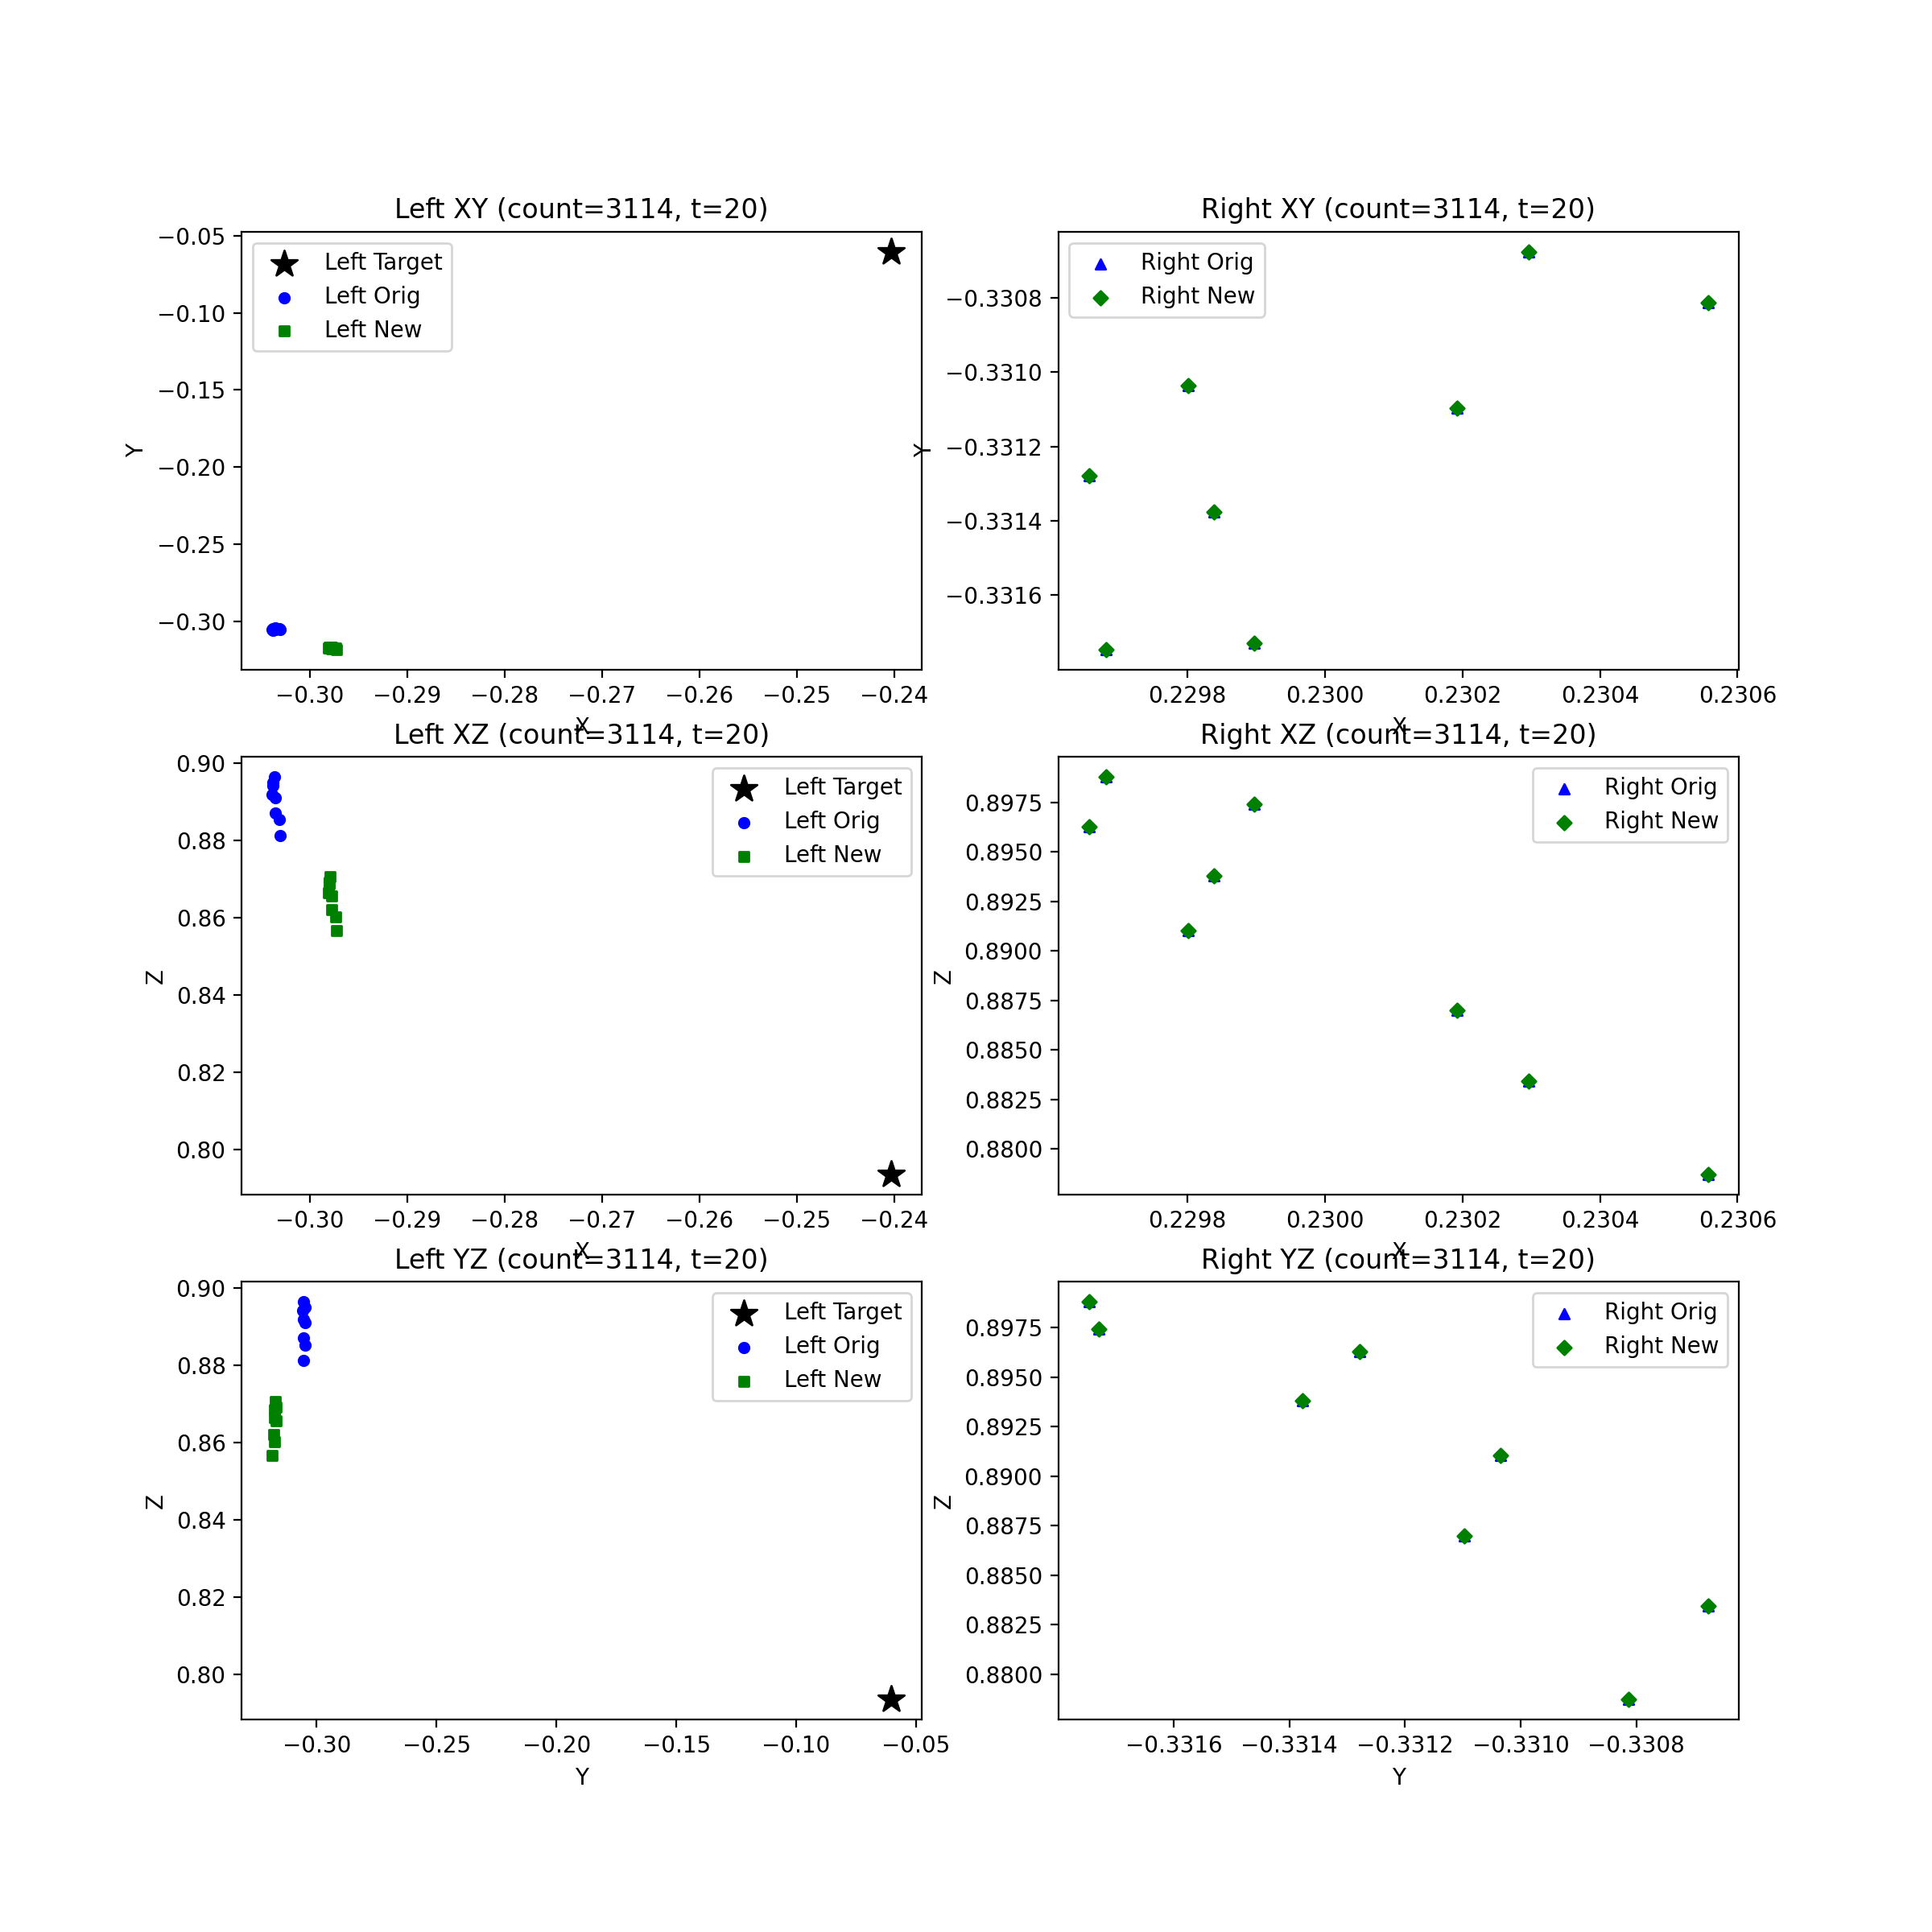 Left XY (count=3114, t=20)
Left Target
Left Orig
Left New
−0.05
−0.10
−0.15
−0.20
−0.25
−0.30
Y
−0.30 −0.29 −0.28 −0.27 −0.26 −0.25 −0.24
X
Right XY (count=3114, t=20)
Right Orig
Right New
−0.3308
−0.3310
−0.3312
−0.3314
−0.3316
Y
0.2298 0.2300 0.2302 0.2304 0.2306
X
Left XZ (count=3114, t=20)
Left Target
Left Orig
Left New
0.90
0.88
0.86
0.84
0.82
0.80
Z
−0.30 −0.29 −0.28 −0.27 −0.26 −0.25 −0.24
X
Right XZ (count=3114, t=20)
Right Orig
Right New
0.8975
0.8950
0.8925
0.8900
0.8875
0.8850
0.8825
0.8800
Z
0.2298 0.2300 0.2302 0.2304 0.2306
X
Left YZ (count=3114, t=20)
Left Target
Left Orig
Left New
0.90
0.88
0.86
0.84
0.82
0.80
Z
−0.30 −0.25 −0.20 −0.15 −0.10 −0.05
Y
Right YZ (count=3114, t=20)
Right Orig
Right New
0.8975
0.8950
0.8925
0.8900
0.8875
0.8850
0.8825
0.8800
Z
−0.3316 −0.3314 −0.3312 −0.3310 −0.3308
Y